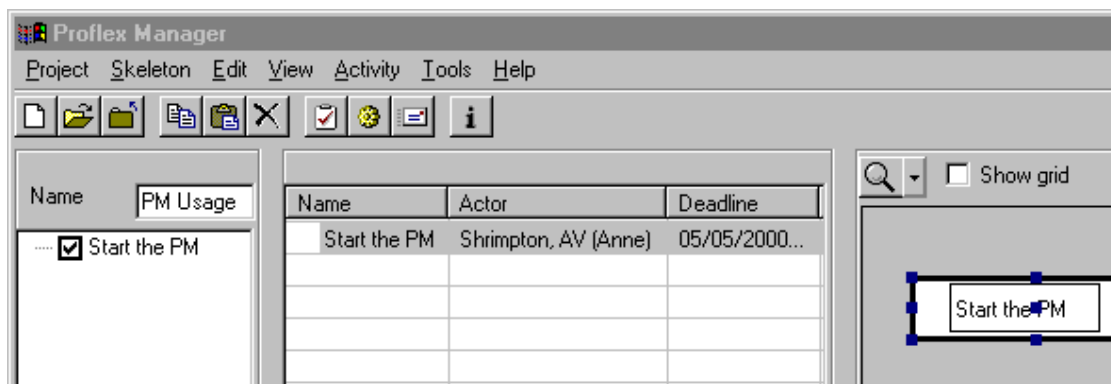 Proflex Manager
Project Skeleton Edit View Activity Tools Help
i
Name PM Usage
Start the PM
Name Actor Deadline
Start the PM Shrimpton, AV (Anne) 05/05/2000...
Show grid
Start the PM